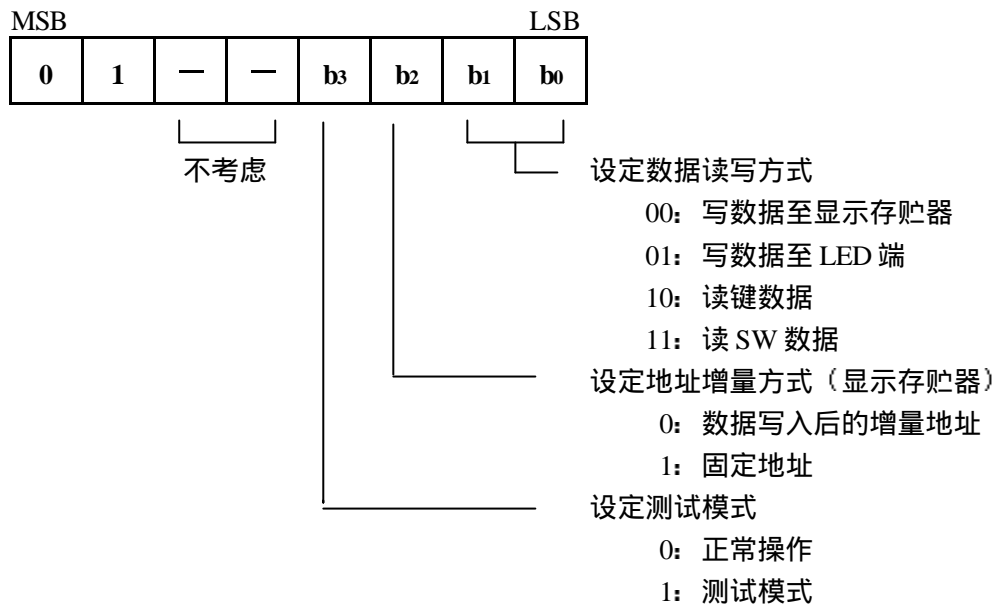 MSB LSB
0 1 — — b3 b2 b1 b0
不考虑
设定数据读写方式
00：写数据至显示存贮器
01：写数据至 LED 端
10：读键数据
11：读 SW 数据
设定地址增量方式（显示存贮器）
0：数据写入后的增量地址
1：固定地址
设定测试模式
0：正常操作
1：测试模式